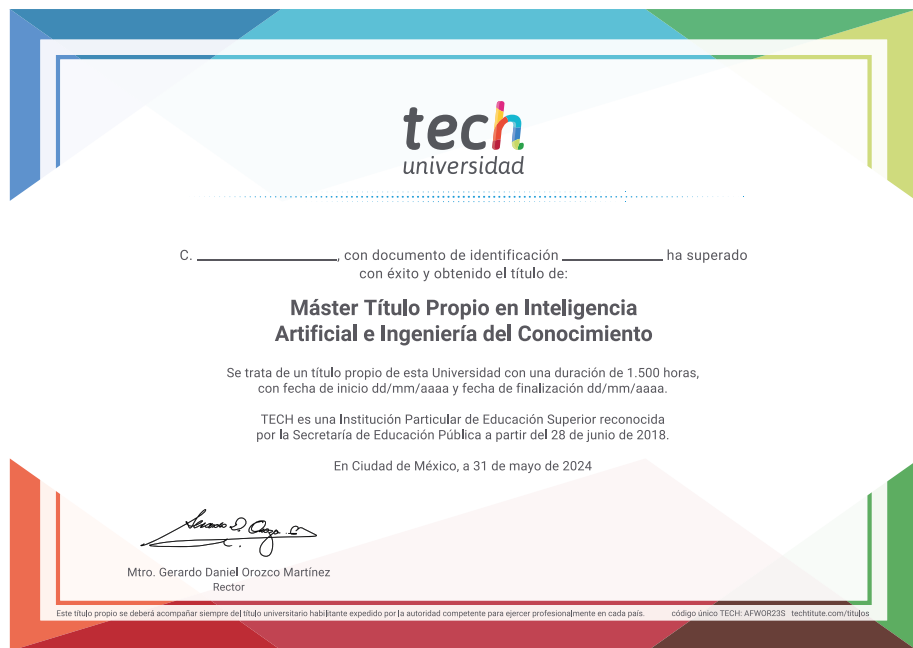 tech
universidad
C. ________________, con documento de identificación ____________ ha superado
con éxito y obtenido el título de:
Máster Título Propio en Inteligencia
Artificial e Ingeniería del Conocimiento
Se trata de un título propio de esta Universidad con una duración de 1.500 horas,
con fecha de inicio dd/mm/aaaa y fecha de finalización dd/mm/aaaa.
TECH es una Institución Particular de Educación Superior reconocida
por la Secretaría de Educación Pública a partir del 28 de junio de 2018.
En Ciudad de México, a 31 de mayo de 2024
Mtro. Gerardo Daniel Orozco Martínez
Rector
Este título propio se deberá acompañar siempre del título universitario habilitante expedido por la autoridad competente para ejercer profesionalmente en cada país. código único TECH: AFWOR23S techtitute.com/titulos